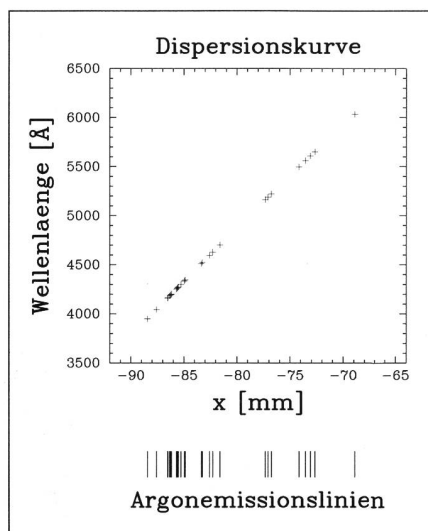 Dispersionskurve
6500
6000
5500
5000
4500
4000
3500
Wellenlaenge [Å]
−90 −85 −80 −75 −70 −65
x [mm]
Argonemissionslinien